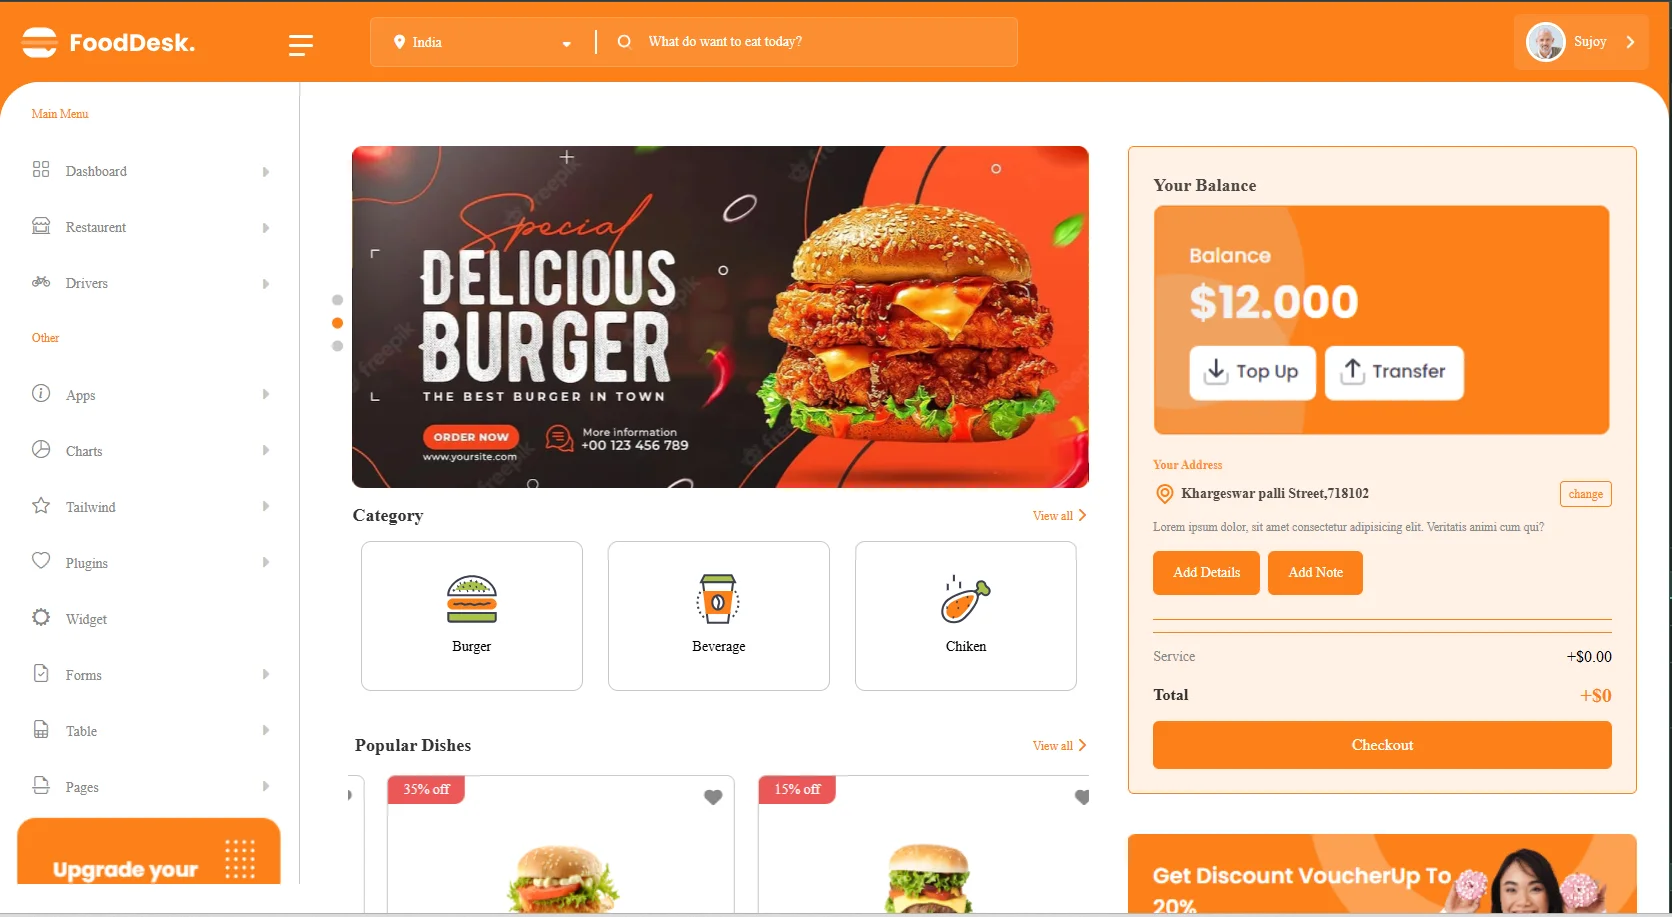 FoodDesk.
India
What do want to eat today?
Sujoy
Main Menu
Dashboard
Restaurent
Drivers
Other
Apps
Charts
Tailwind
Plugins
Widget
Forms
Table
Pages
Upgrade your
Special
DELICIOUS
BURGER
THE BEST BURGER IN TOWN
ORDER NOW
www.yoursite.com
More information
+00 123 456 789
freepik
freepik
freepik
Category
View all
Burger
Beverage
Chiken
Popular Dishes
View all
35% off
15% off
Your Balance
Balance
$12.000
Top Up
Transfer
Your Address
Khargeswar palli Street,718102
change
Lorem ipsum dolor, sit amet consectetur adipisicing elit. Veritatis animi cum qui?
Add Details
Add Note
Service
+$0.00
Total
+$0
Checkout
Get Discount VoucherUp To
20%